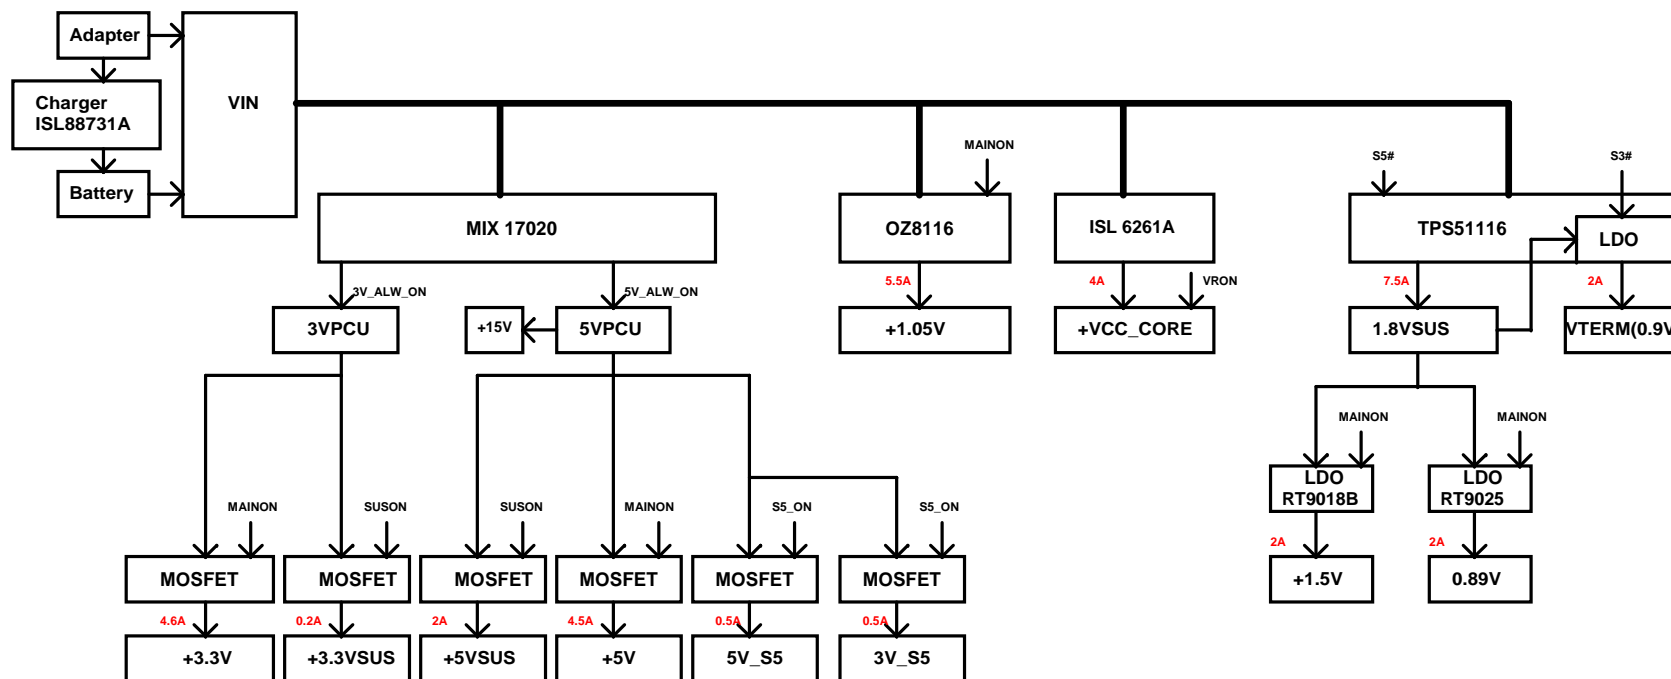 Adapter
Charger
ISL88731A
Battery
VIN
MAINON
S5#
S3#
MIX 17020
OZ8116
ISL 6261A
TPS51116
LDO
3V_ALW_ON
5V_ALW_ON
5.5A
4A
VRON
7.5A
2A
3VPCU
+15V
5VPCU
+1.05V
+VCC_CORE
1.8VSUS
VTERM(0.9V
MAINON
MAINON
LDO
RT9018B
LDO
RT9025
MAINON
SUSON
SUSON
MAINON
S5_ON
S5_ON
2A
2A
MOSFET
MOSFET
MOSFET
MOSFET
MOSFET
MOSFET
+1.5V
0.89V
4.6A
0.2A
2A
4.5A
0.5A
0.5A
+3.3V
+3.3VSUS
+5VSUS
+5V
5V_S5
3V_S5